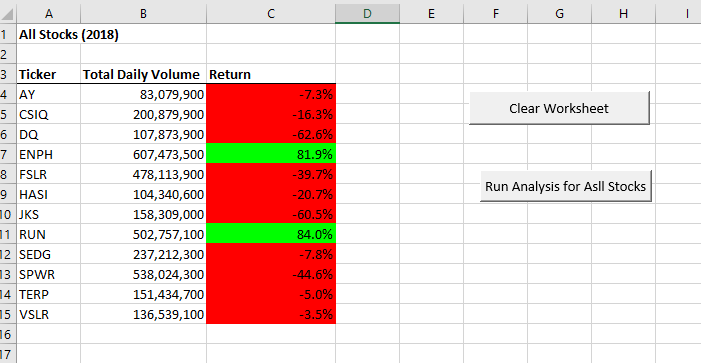 A B C D E F G H I
1 All Stocks (2018)
2
3 Ticker Total Daily Volume Return
4 AY 83,079,900 -7.3%
Clear Worksheet
5 CSIQ 200,879,900 -16.3%
6 DQ 107,873,900 -62.6%
7 ENPH 607,473,500 81.9%
8 FSLR 478,113,900 -39.7%
Run Analysis for Asll Stocks
9 HASI 104,340,600 -20.7%
10 JKS 158,309,000 -60.5%
11 RUN 502,757,100 84.0%
12 SEDG 237,212,300 -7.8%
13 SPWR 538,024,300 -44.6%
14 TERP 151,434,700 -5.0%
15 VSLR 136,539,100 -3.5%
16
17